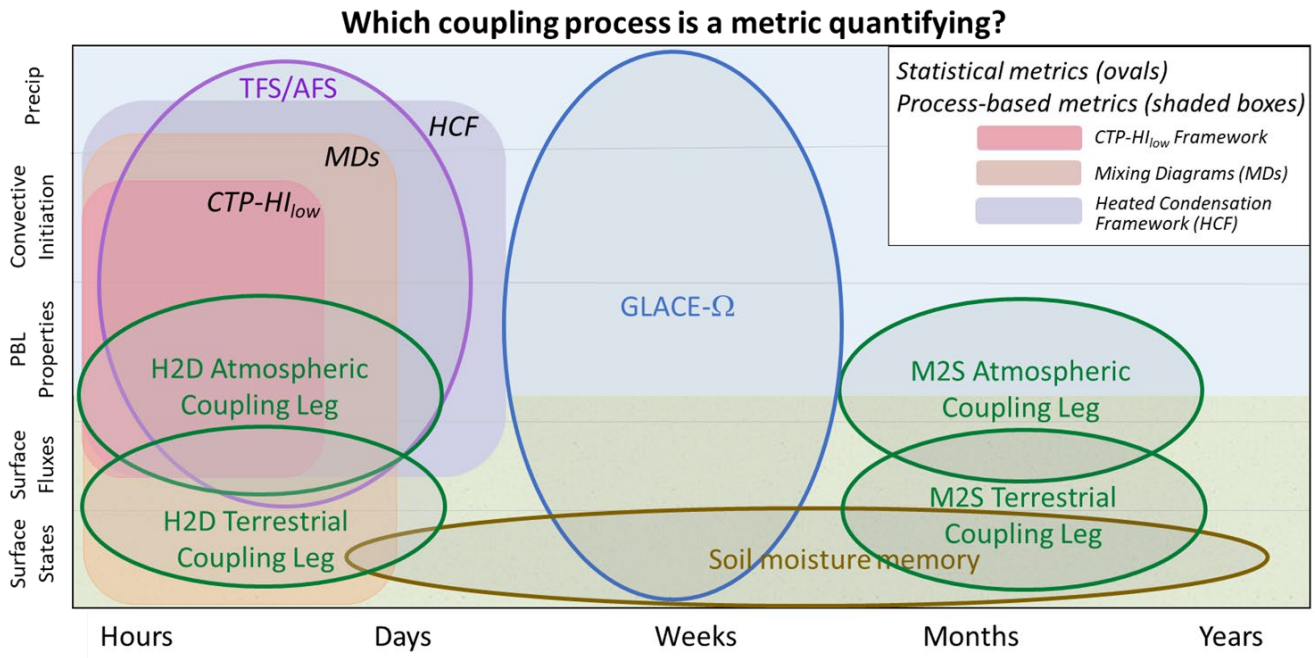 Which coupling process is a metric quantifying?
Precip
Convective
Initiation
PBL
Properties
Surface
Fluxes
Surface
States
TFS/AFS
HCF
MDs
CTP-HIlow
H2D Atmospheric
Coupling Leg
H2D Terrestrial
Coupling Leg
GLACE-Ω
M2S Atmospheric
Coupling Leg
M2S Terrestrial
Coupling Leg
Soil moisture memory
Statistical metrics (ovals)
Process-based metrics (shaded boxes)
CTP-HIlow Framework
Mixing Diagrams (MDs)
Heated Condensation
Framework (HCF)
Hours
Days
Weeks
Months
Years